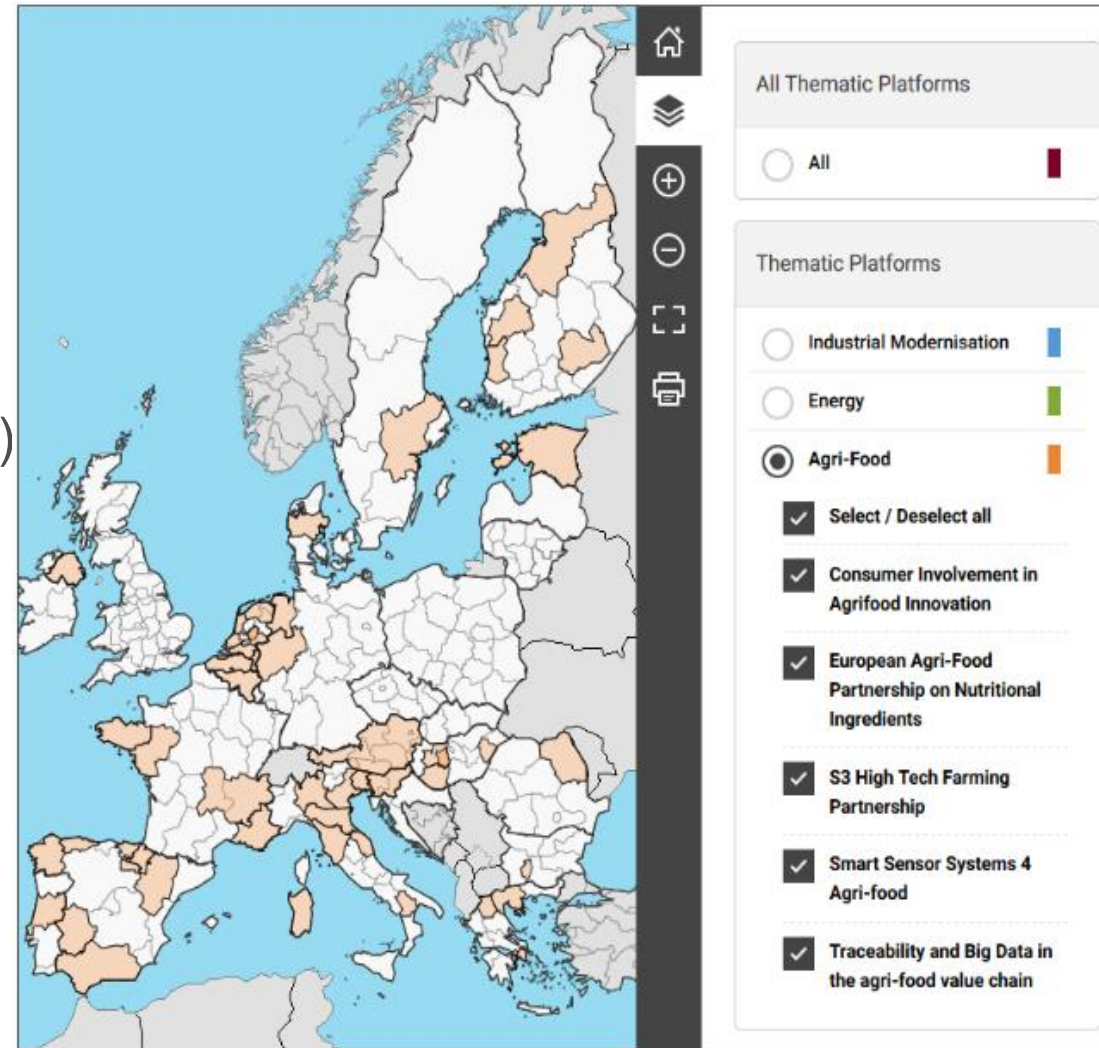 )
All Thematic Platforms
All
Thematic Platforms
Industrial Modernisation
Energy
Agri-Food
Select / Deselect all
Consumer Involvement in
Agrifood Innovation
European Agri-Food
Partnership on Nutritional
Ingredients
S3 High Tech Farming
Partnership
Smart Sensor Systems 4
Agri-food
Traceability and Big Data in
the agri-food value chain